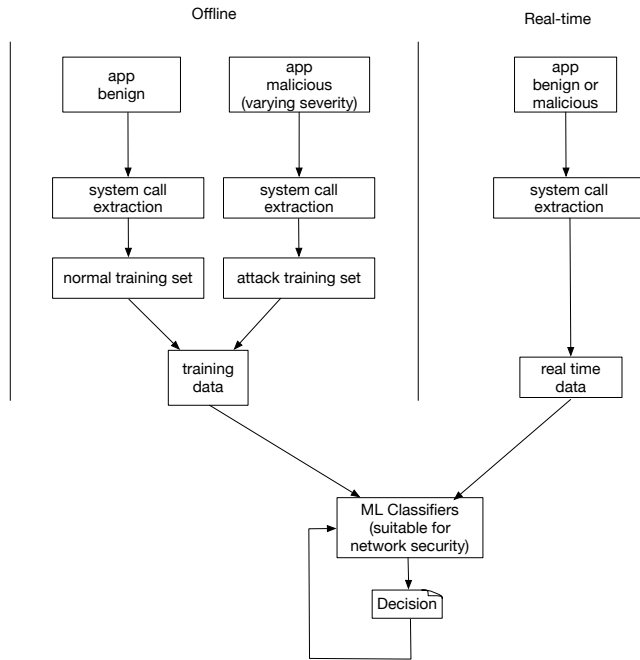 Offline
Real-time
app
benign
app
malicious
(varying severity)
app
benign or
malicious
system call
extraction
system call
extraction
system call
extraction
normal training set
attack training set
training
data
real time
data
ML Classifiers
(suitable for
network security)
Decision